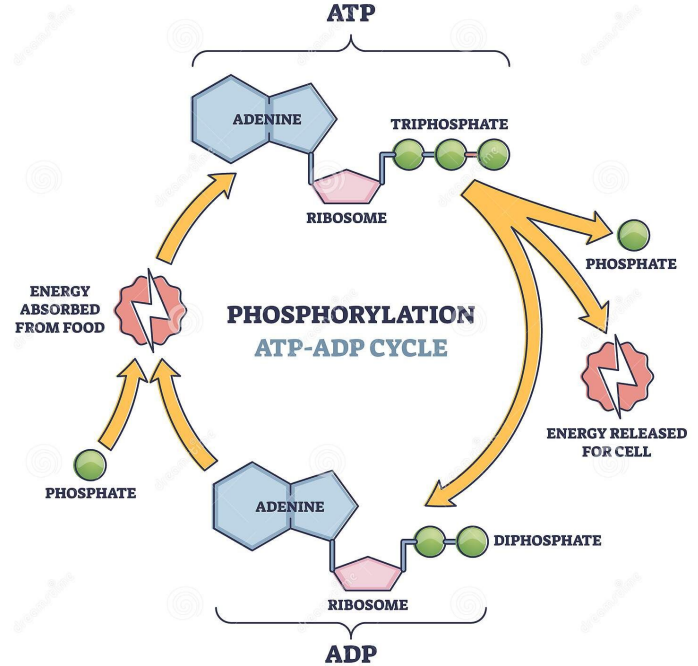 ATP
ADENINE
TRIPHOSPHATE
RIBOSOME
PHOSPHATE
ENERGY
ABSORBED
FROM FOOD
PHOSPHORYLATION
ATP-ADP CYCLE
ENERGY RELEASED
FOR CELL
PHOSPHATE
ADENINE
DIPHOSPHATE
RIBOSOME
ADP